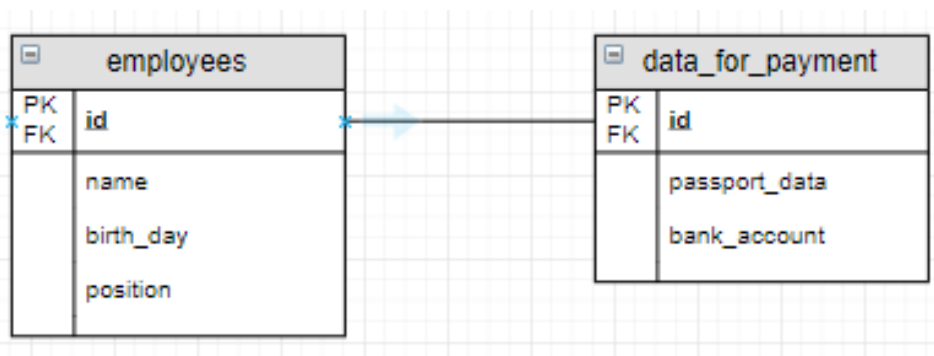 employees
PK
FK
id
name
birth_day
position
data_for_payment
PK
FK
id
passport_data
bank_account